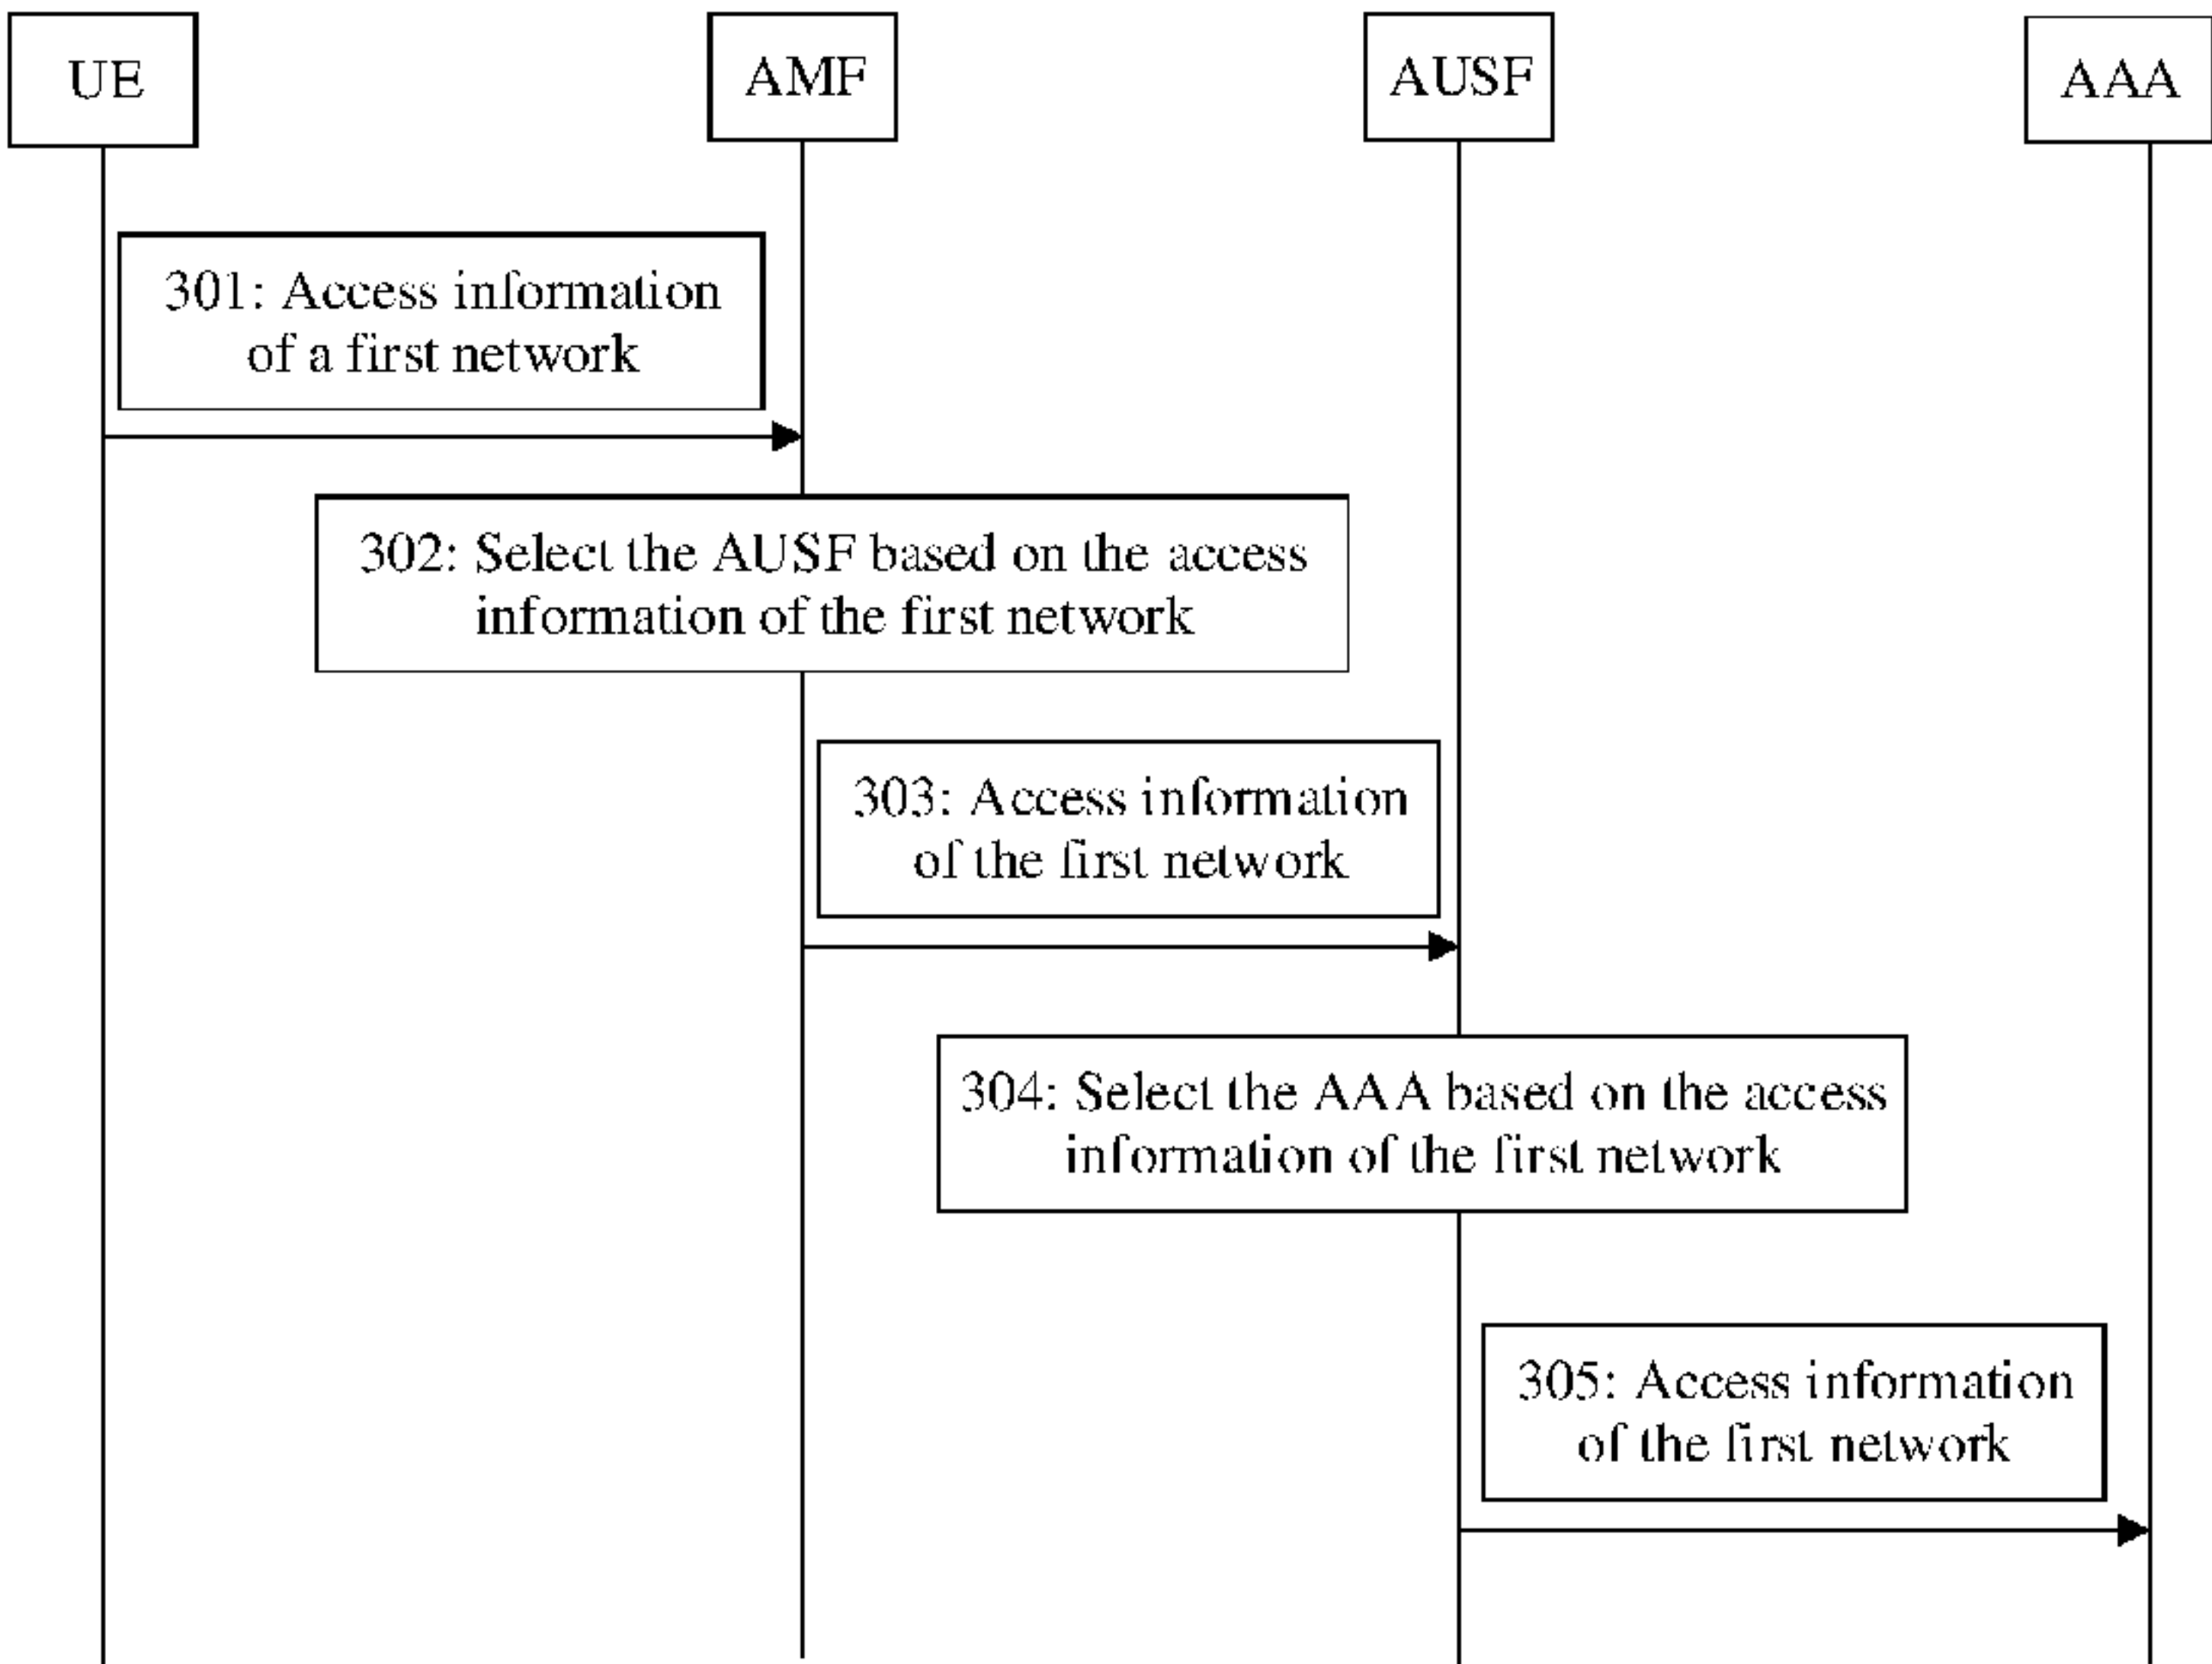 UE
AMF
AUSF
AAA
301: Access information
of a first network
302: Select the AUSF based on the access
information of the first network
303: Access information
of the first network
304: Select the AAA based on the access
information of the first network
305: Access information
of the first network